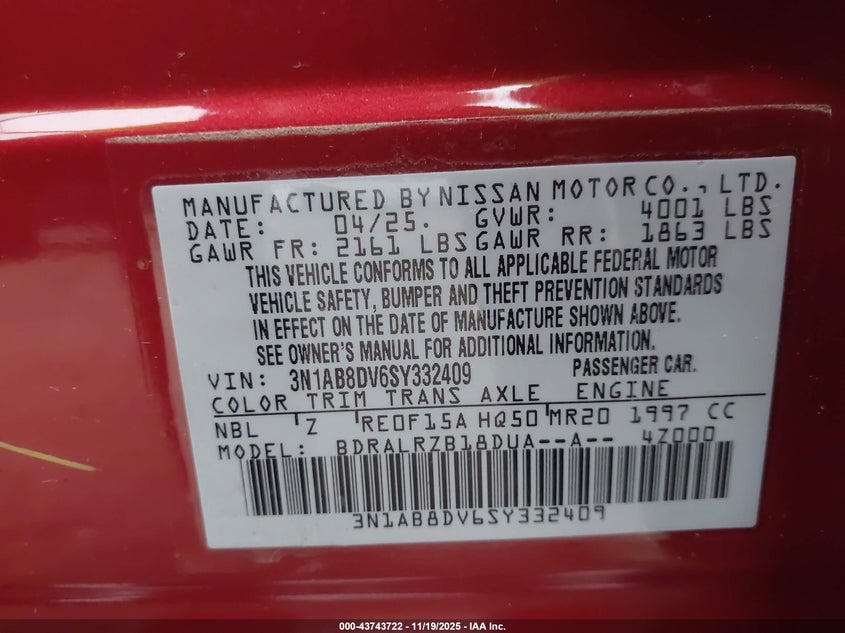 MANUFACTURED BY NISSAN MOTOR CO., LTD.
DATE: 04/25. GVWR: 4001 LBS
GAWR FR: 2161 LBS GAWR RR: 1863 LBS
THIS VEHICLE CONFORMS TO ALL APPLICABLE FEDERAL MOTOR
VEHICLE SAFETY, BUMPER AND THEFT PREVENTION STANDARDS
IN EFFECT ON THE DATE OF MANUFACTURE SHOWN ABOVE.
SEE OWNER'S MANUAL FOR ADDITIONAL INFORMATION.
VIN: 3N1AB8DV6SY332409 PASSENGER CAR.
COLOR TRIM TRANS AXLE ENGINE
NBL Z RE0F15A HQ50 MR20 1997 CC
MODEL: BDRALRZB18DUA--A-- 4Z000
3N1AB8DV6SY332409
000-43743722 - 11/19/2025 - IAA Inc.